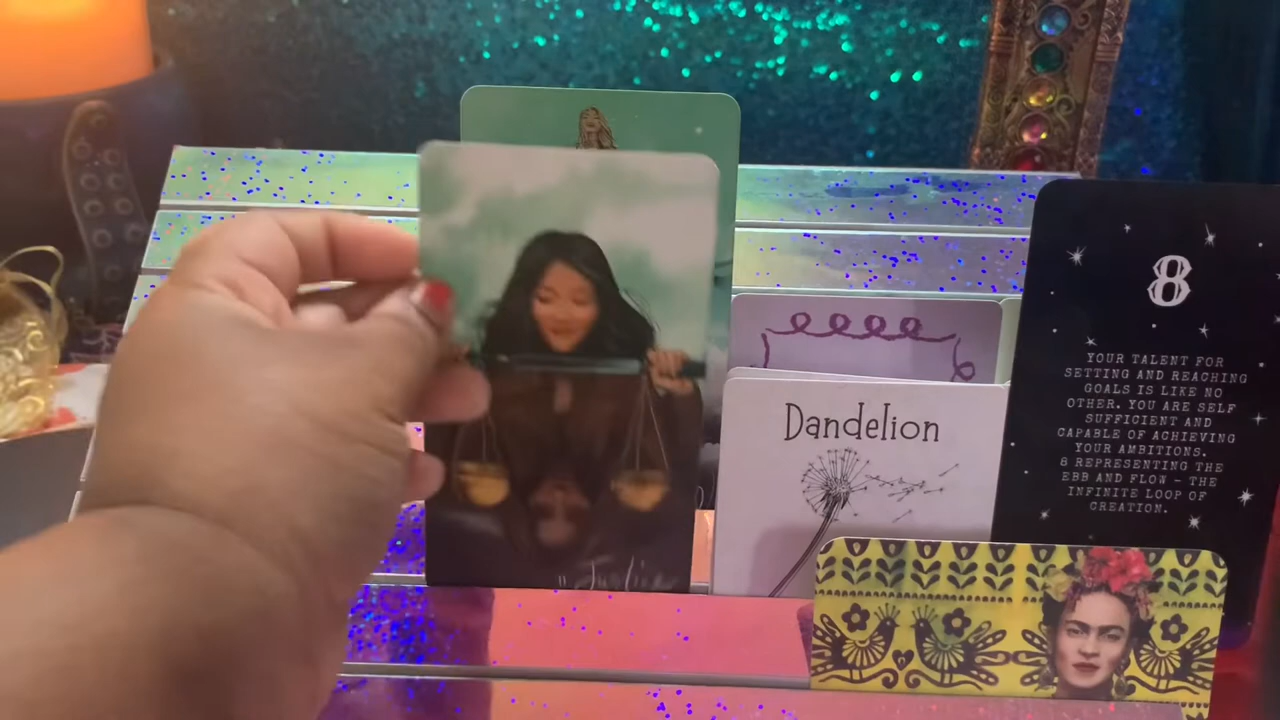 Dandelion
8
YOUR TALENT FOR
SETTING AND REACHING
GOALS IS LIKE NO
OTHER. YOU ARE SELF
SUFFICIENT AND
CAPABLE OF ACHIEVING
YOUR AMBITIONS.
8 REPRESENTING THE
EBB AND FLOW - THE
INFINITE LOOP OF
CREATION.